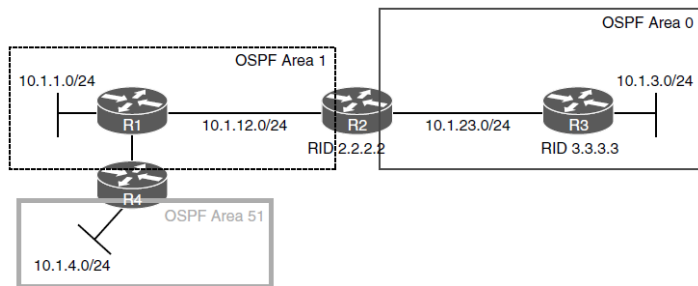 OSPF Area 0
OSPF Area 1
10.1.1.0/24
10.1.3.0/24
R1
R2
R3
10.1.12.0/24
10.1.23.0/24
RID 2.2.2.2
RID 3.3.3.3
R4
OSPF Area 51
10.1.4.0/24